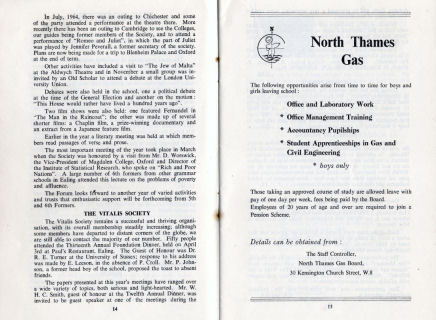 In July, 1964, there was an outing to Chichester and some of
the party attended a performance at the theatre there. More
recently there has been an outing to Cambridge to see the Colleges,
our guides being former members of the Society, and to attend a
performance of "Romeo and Juliet", in which the part of Juliet
was played by Jennifer Peverall, a former secretary of the society.
Plans are now being made for a trip to Blenheim Palace and Oxford
at the end of term.
Other activities have included a visit to "The Jew of Malta"
at the Aldwych Theatre and in November a small group was in-
vited by an Old Scholar to attend a debate at the London Uni-
versity Union.
Debates were also held in the school, one a political debate
at the time of the General Election and another on the motion:
"This House would rather have lived a hundred years ago".
Two film shows were also held: one featured Fernandel in
"The Man in the Raincoat"; the other was made up of several
shorter films: a Chaplin film, a prize-winning documentary and
an extract from a Japanese feature film.
Earlier in the year a literary meeting was held at which mem-
bers read passages of verse and prose.
The most important meeting of the year took place in March
when the Society was honoured by a visit from Mr. D. Worswick,
the Vice-President of Magdalen College, Oxford and Director of
the Institute of Statistical Research, who spoke on "Rich and Poor
Nations". A large number of 6th formers from other grammar
schools in Ealing attended this lecture on the problems of poverty
and affluence.
The Forum looks forward to another year of varied activities
and trusts that enthusiastic support will be forthcoming from 5th
and 6th Formers.
THE VITALIS SOCIETY
The Vitalis Society remains a successful and thriving organi-
sation, with its overall membership steadily increasing; although
some members have departed to distant corners of the globe, we
are still able to contact the majority of our number. Fifty people
attended the Thirteenth Annual Foundation Dinner, held on April
3rd at Paul's Restaurant, Ealing. The Guest of Honour was Dr.
R. E. Turner at the University of Sussex; response to his address
was made by E. Leeson, in the absence of P. Croll. Mr. P. John-
son, a former head boy of the school, proposed the toast to absent
friends.
The papers presented at this year's meetings have ranged over
a wide variety of topics, both serious and light-hearted. Mr. W.
H. C. Smith, guest of honour at the Twelfth Annual Dinner, was
invited to be guest speaker at one of the meetings during the
14
North Thames
Gas
The following opportunities arise from time to time for boys and
girls leaving school:
Office and Laboratory Work
* Office Management Training
* Accountancy Pupilships
* Student Apprenticeships in Gas and
Civil Engineering
* boys only
Those taking an approved course of study are allowed leave with
pay of one day per week, fees being paid by the Board.
Employees of 20 years of age and over are required to join a
Pension Scheme.
Details can be obtained from:
The Staff Controller,
North Thames Gas Board,
30 Kensington Church Street, W.8
15